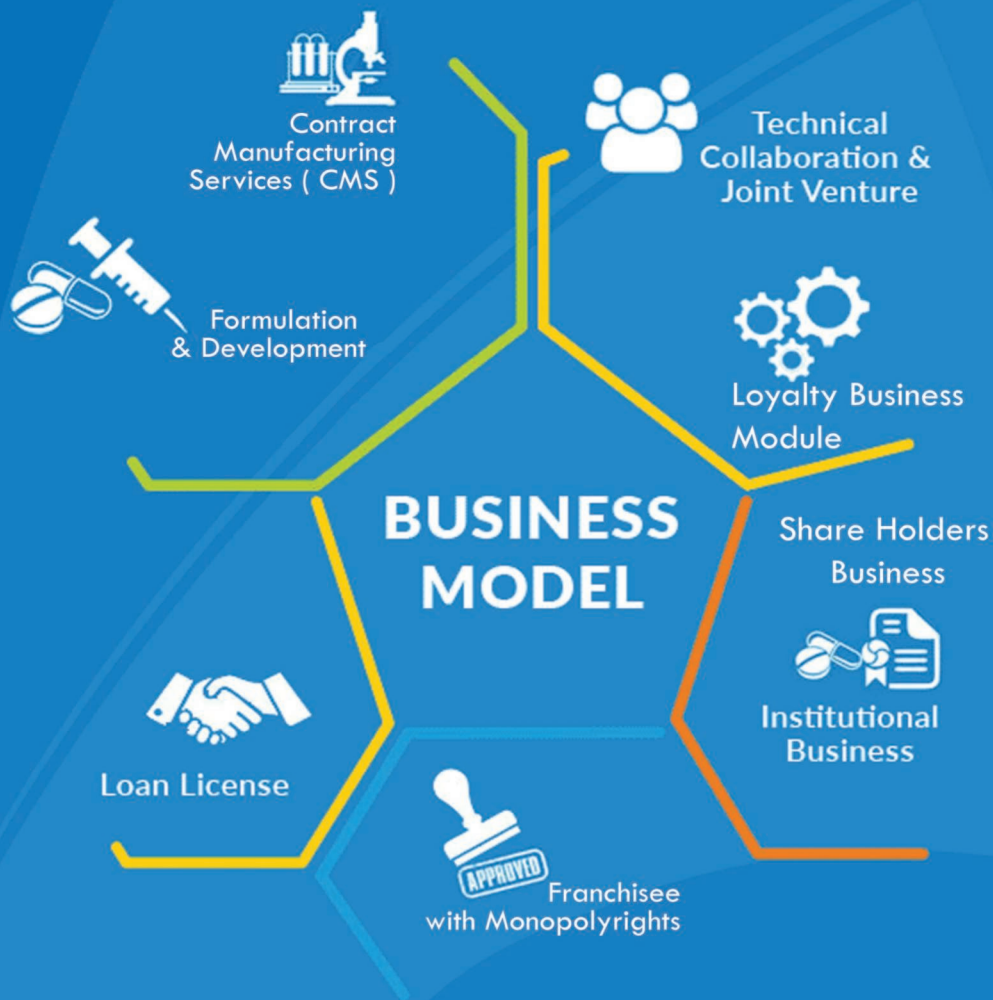 Contract
Manufacturing
Services ( CMS )
Technical
Collaboration &
Joint Venture
Formulation
& Development
Loyalty Business
Module
BUSINESS
MODEL
Share Holders
Business
Institutional
Business
Loan License
APPROVED
Franchisee
with Monopolyrights